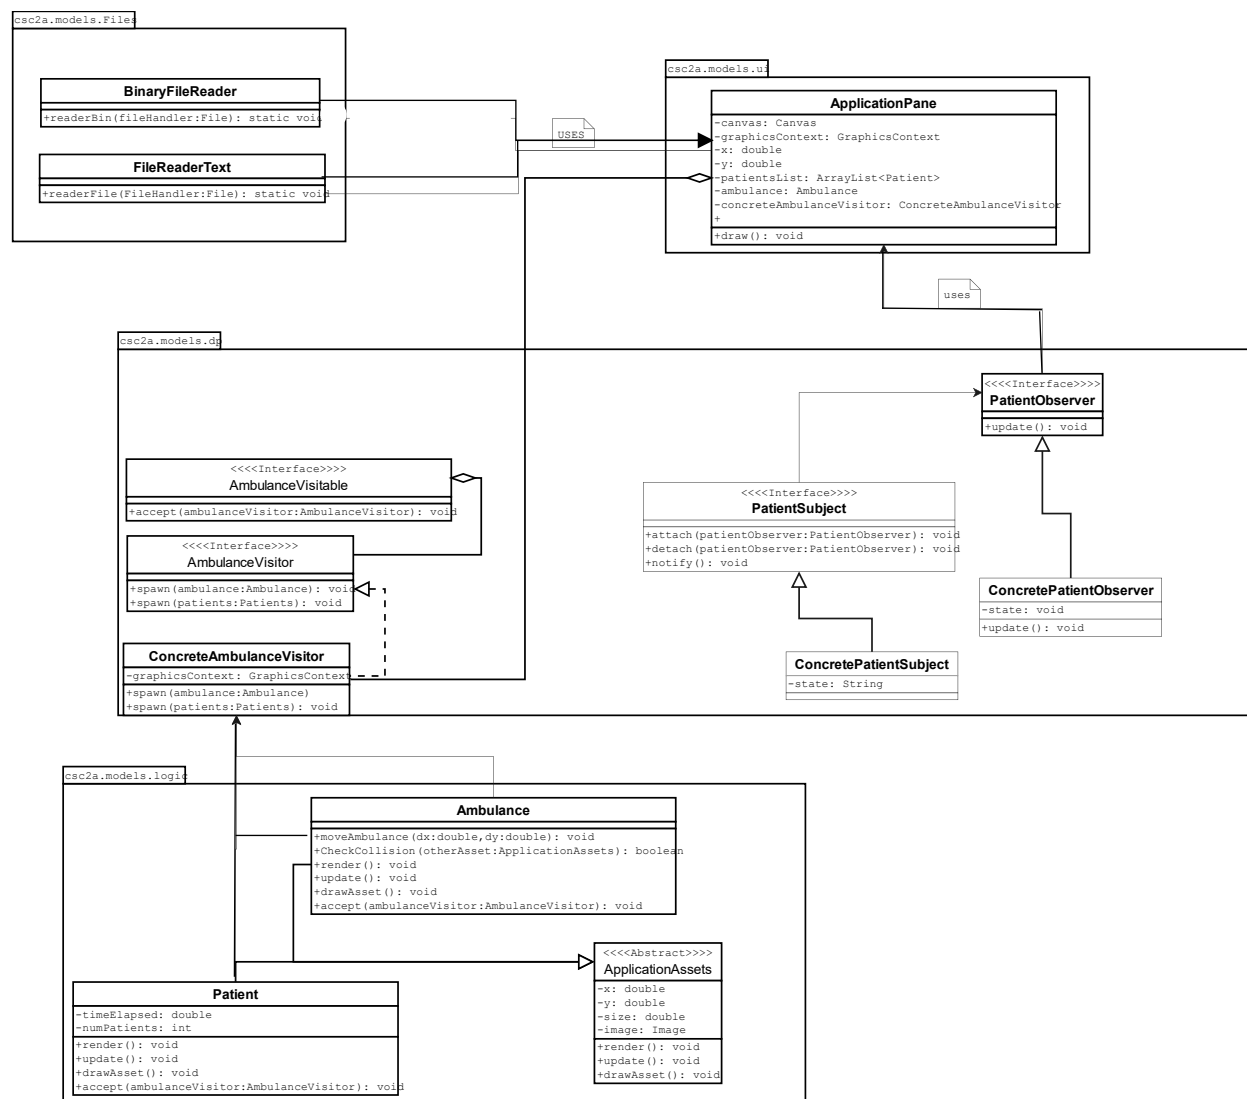 csc2a.models.Files
BinaryFileReader
+readerBin(fileHandler:File): static void
FileReaderText
+readerFile(FileHandler:File): static void
USES
csc2a.models.ui
ApplicationPane
-canvas: Canvas
-graphicsContext: GraphicsContext
-x: double
-y: double
-patientsList: ArrayList<Patient>
-ambulance: Ambulance
-concreteAmbulanceVisitor: ConcreteAmbulanceVisitor
+
+draw(): void
uses
csc2a.models.dp
<<<<Interface>>>>
PatientObserver
+update(): void
<<<<Interface>>>>
AmbulanceVisitable
+accept(ambulanceVisitor:AmbulanceVisitor): void
<<<<Interface>>>>
AmbulanceVisitor
+spawn(ambulance:Ambulance): void
+spawn(patients:Patients): void
<<<<Interface>>>>
PatientSubject
+attach(patientObserver:PatientObserver): void
+detach(patientObserver:PatientObserver): void
+notify(): void
ConcretePatientObserver
-state: void
+update(): void
ConcreteAmbulanceVisitor
-graphicsContext: GraphicsContext
+spawn(ambulance:Ambulance)
+spawn(patients:Patients): void
ConcretePatientSubject
-state: String
csc2a.models.logic
Ambulance
+moveAmbulance(dx:double,dy:double): void
+CheckCollision(otherAsset:ApplicationAssets): boolean
+render(): void
+update(): void
+drawAsset(): void
+accept(ambulanceVisitor:AmbulanceVisitor): void
<<<<Abstract>>>>
ApplicationAssets
-x: double
-y: double
-size: double
-image: Image
+render(): void
+update(): void
+drawAsset(): void
Patient
-timeElapsed: double
-numPatients: int
+render(): void
+update(): void
+drawAsset(): void
+accept(ambulanceVisitor:AmbulanceVisitor): void